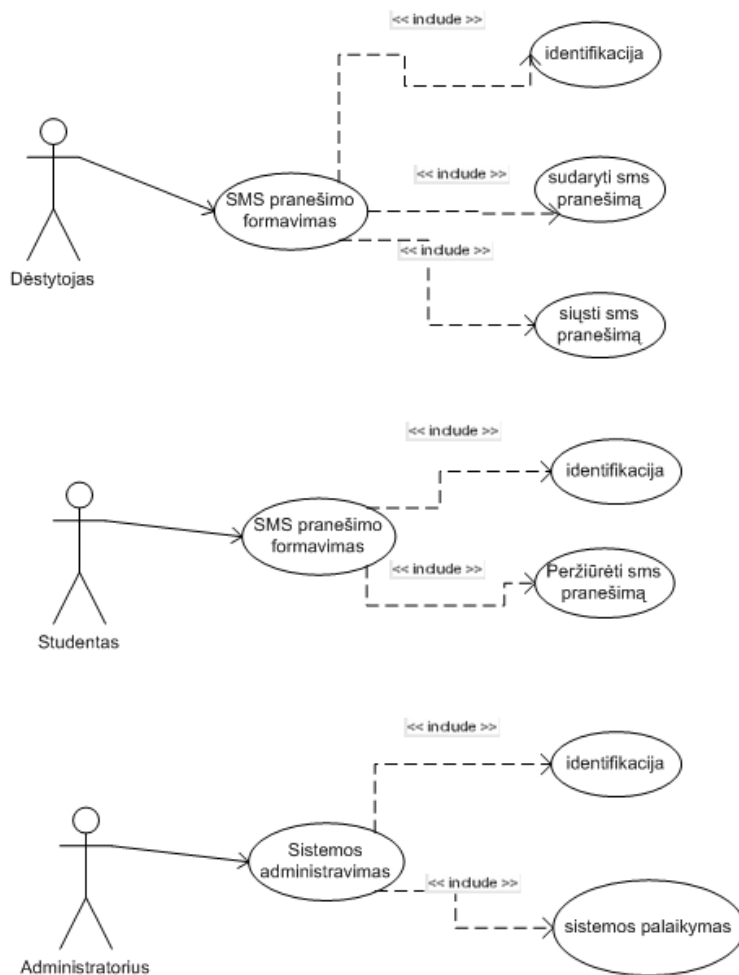 << include >>
identifikacija
<< include >>
sudaryti sms
pranešimą
SMS pranešimo
formavimas
<< include >>
Dėstytojas
siųsti sms
pranešimą
<< include >>
identifikacija
SMS pranešimo
formavimas
<< include >>
Peržiūrėti sms
pranešimą
Studentas
<< include >>
identifikacija
Sistemos
administravimas
<< include >>
sistemos palaikymas
Administratorius